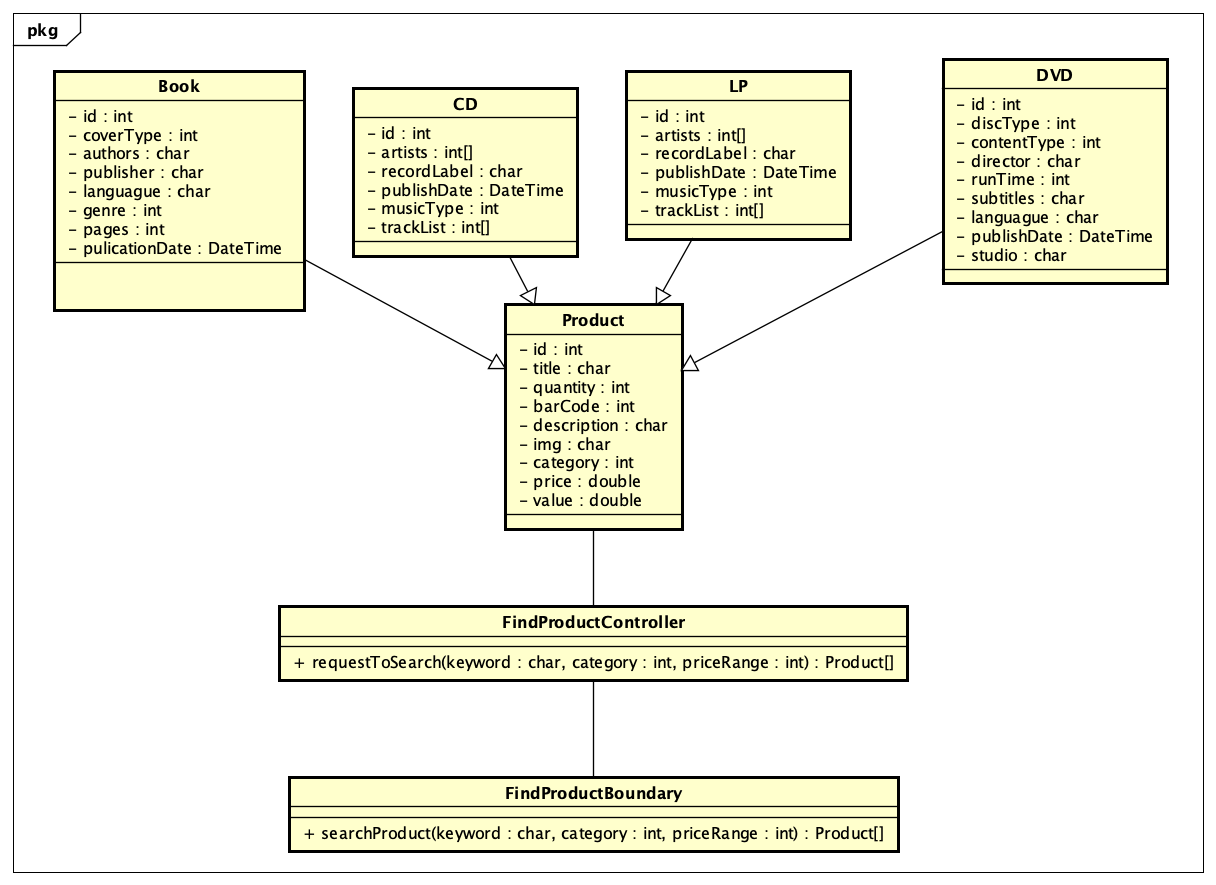 pkg
Book
- id : int
- coverType : int
- authors : char
- publisher : char
- languague : char
- genre : int
- pages : int
- pulicationDate : DateTime
CD
- id : int
- artists : int[]
- recordLabel : char
- publishDate : DateTime
- musicType : int
- trackList : int[]
LP
- id : int
- artists : int[]
- recordLabel : char
- publishDate : DateTime
- musicType : int
- trackList : int[]
DVD
- id : int
- discType : int
- contentType : int
- director : char
- runTime : int
- subtitles : char
- languague : char
- publishDate : DateTime
- studio : char
Product
- id : int
- title : char
- quantity : int
- barCode : int
- description : char
- img : char
- category : int
- price : double
- value : double
FindProductController
+ requestToSearch(keyword : char, category : int, priceRange : int) : Product[]
FindProductBoundary
+ searchProduct(keyword : char, category : int, priceRange : int) : Product[]